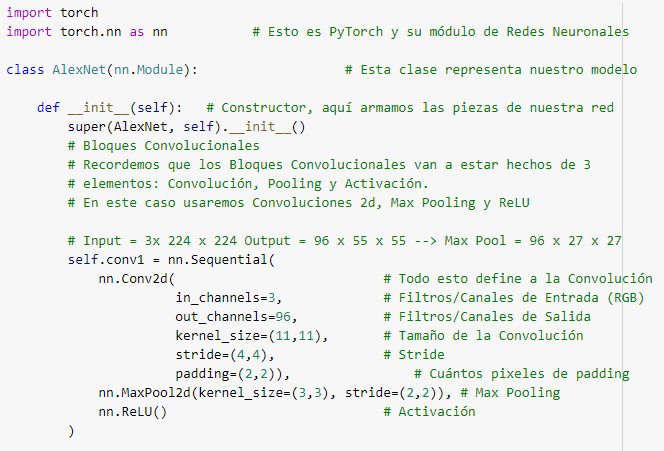 import torch
import torch.nn as nn # Esto es PyTorch y su módulo de Redes Neuronales
class AlexNet(nn.Module): # Esta clase representa nuestro modelo
def __init__(self): # Constructor, aquí armamos las piezas de nuestra red
super(AlexNet, self).__init__()
# Bloques Convolucionales
# Recordemos que los Bloques Convolucionales van a estar hechos de 3
# elementos: Convolución, Pooling y Activación.
# En este caso usaremos Convoluciones 2d, Max Pooling y ReLU
# Input = 3x 224 x 224 Output = 96 x 55 x 55 --> Max Pool = 96 x 27 x 27
self.conv1 = nn.Sequential(
nn.Conv2d( # Todo esto define a la Convolución
in_channels=3, # Filtros/Canales de Entrada (RGB)
out_channels=96, # Filtros/Canales de Salida
kernel_size=(11,11), # Tamaño de la Convolución
stride=(4,4), # Stride
padding=(2,2)), # Cuántos pixeles de padding
nn.MaxPool2d(kernel_size=(3,3), stride=(2,2)), # Max Pooling
nn.ReLU() # Activación
)